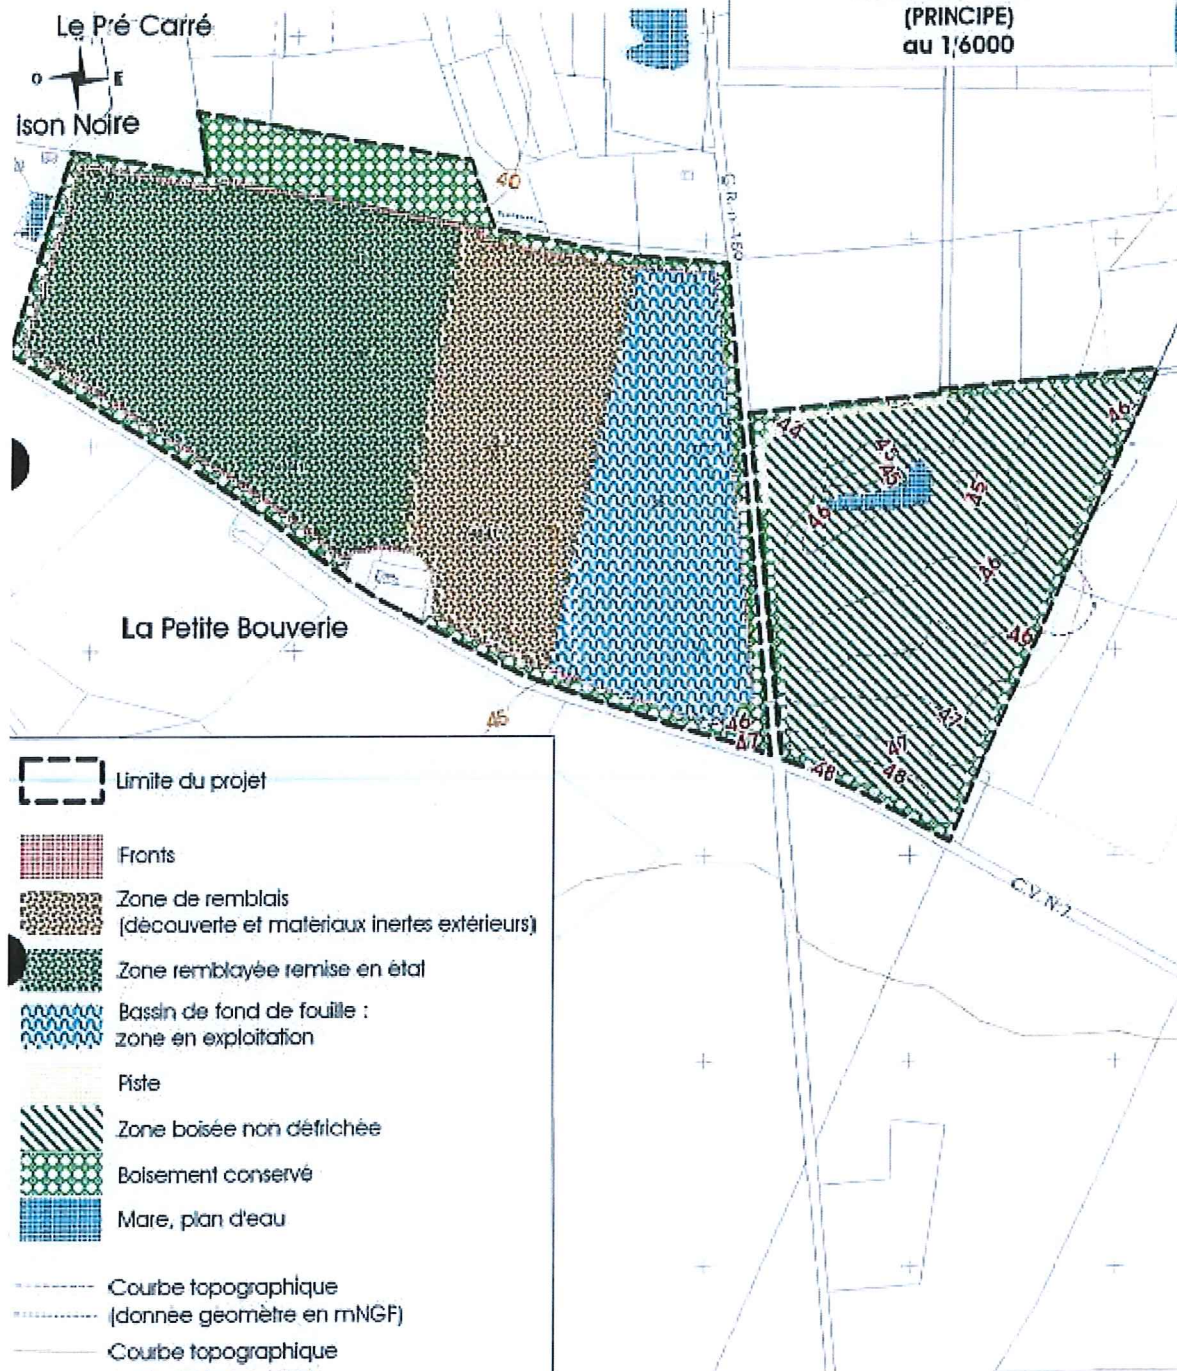 (PRINCIPE)
au 1/6000
Le Pré Carré
O E
ison Noire
40
44
45
45
45
46
46
46
46
La Petite Bouverie
45
46
47
47
47
48
48
C.V. N°2
Limite du projet
Fronts
Zone de remblais
(découverte et matériaux inertes extérieurs)
Zone remblayée remise en état
Bassin de fond de fouille :
zone en exploitation
Piste
Zone boisée non défrichée
Boisement conservé
Mare, plan d'eau
Courbe topographique
(donnée géomètre en mNGF)
Courbe topographique